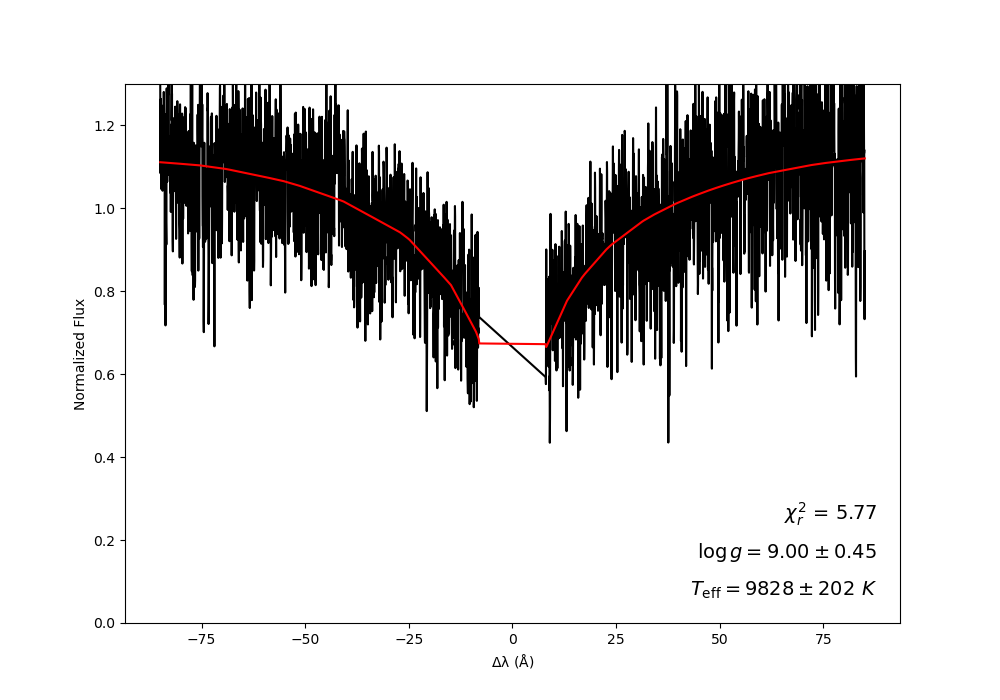 1.2
1.0
0.8
0.6
0.4
0.2
0.0
Normalized Flux
χ²ᵣ = 5.77
log g = 9.00 ± 0.45
T_eff = 9828 ± 202 K
−75 −50 −25 0 25 50 75
Δλ (Å)